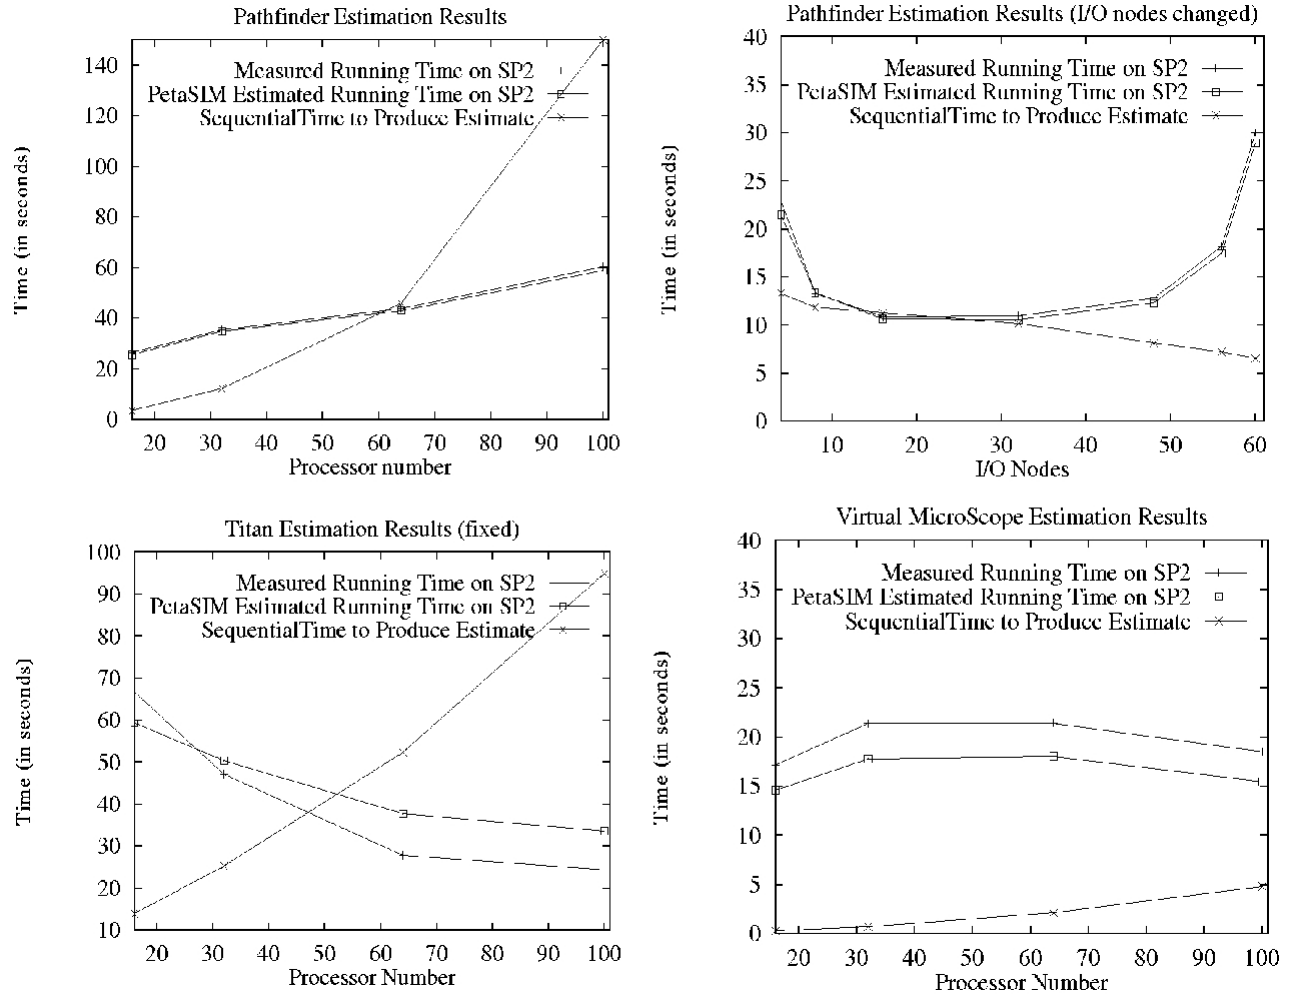 Pathfinder Estimation Results
140
120
100
80
60
40
20
0
Time (in seconds)
Measured Running Time on SP2
PetaSIM Estimated Running Time on SP2
SequentialTime to Produce Estimate
20 30 40 50 60 70 80 90 100
Processor number
Pathfinder Estimation Results (I/O nodes changed)
40
35
30
25
20
15
10
5
0
Time (in seconds)
Measured Running Time on SP2
PetaSIM Estimated Running Time on SP2
SequentialTime to Produce Estimate
10 20 30 40 50 60
I/O Nodes
Titan Estimation Results (fixed)
100
90
80
70
60
50
40
30
20
10
Time (in seconds)
Measured Running Time on SP2
PetaSIM Estimated Running Time on SP2
SequentialTime to Produce Estimate
20 30 40 50 60 70 80 90 100
Processor Number
Virtual MicroScope Estimation Results
40
35
30
25
20
15
10
5
0
Time (in seconds)
Measured Running Time on SP2
PetaSIM Estimated Running Time on SP2
SequentialTime to Produce Estimate
20 30 40 50 60 70 80 90 100
Processor Number